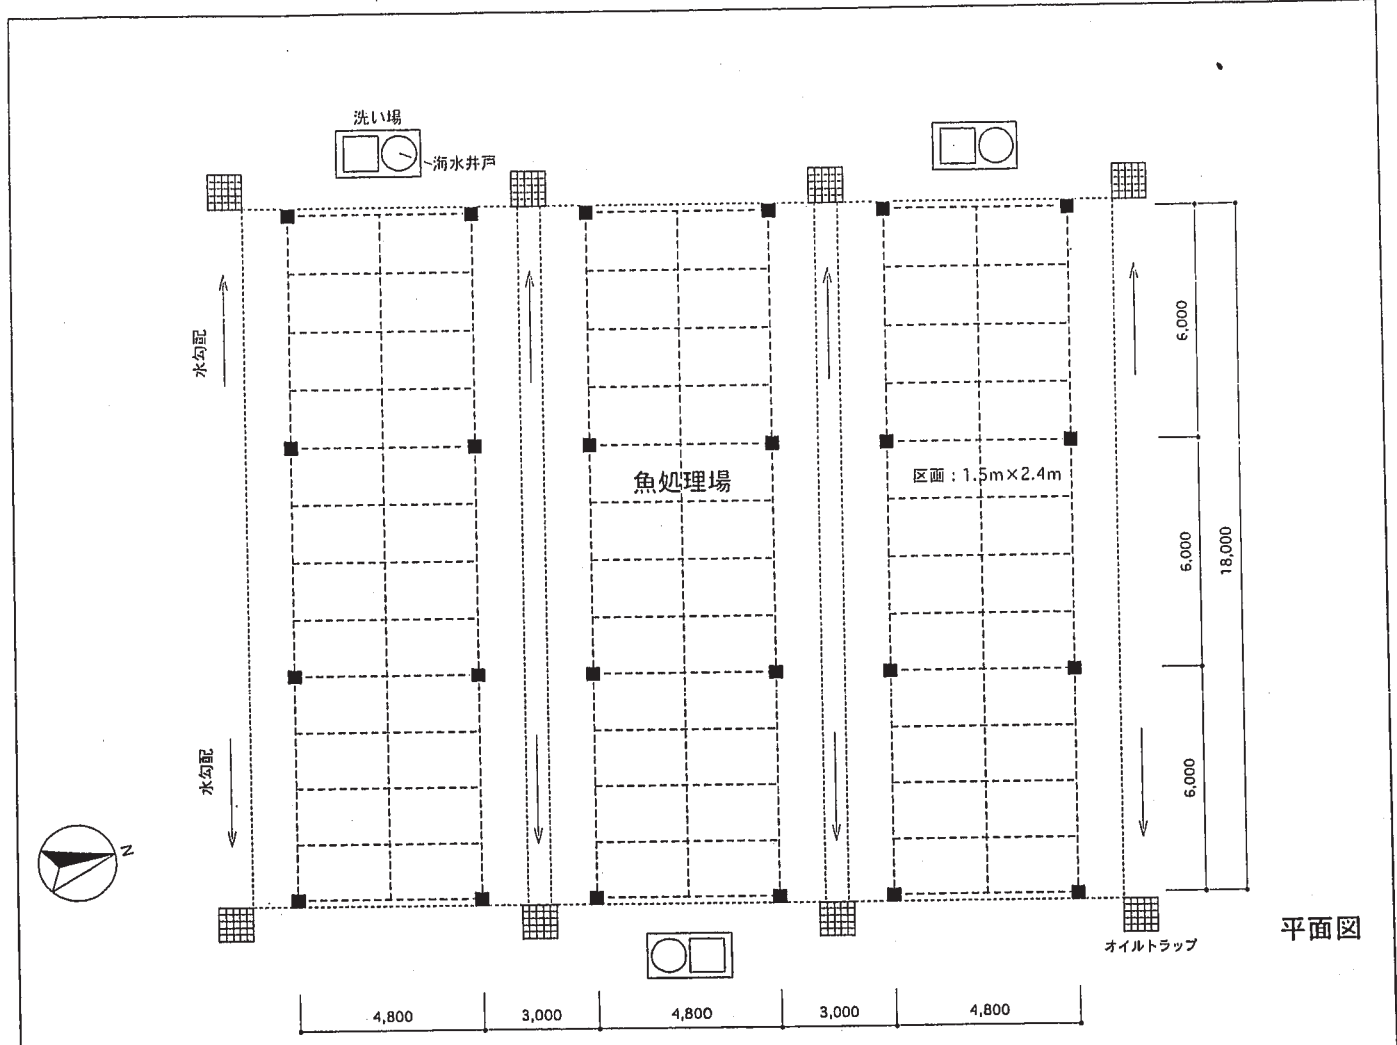 洗い場
海水井戸
水勾配
6,000
魚処理場
区画：1.5m×2.4m
6,000
18,000
水勾配
6,000
N
平面図
オイルトラップ
4,800
3,000
4,800
3,000
4,800